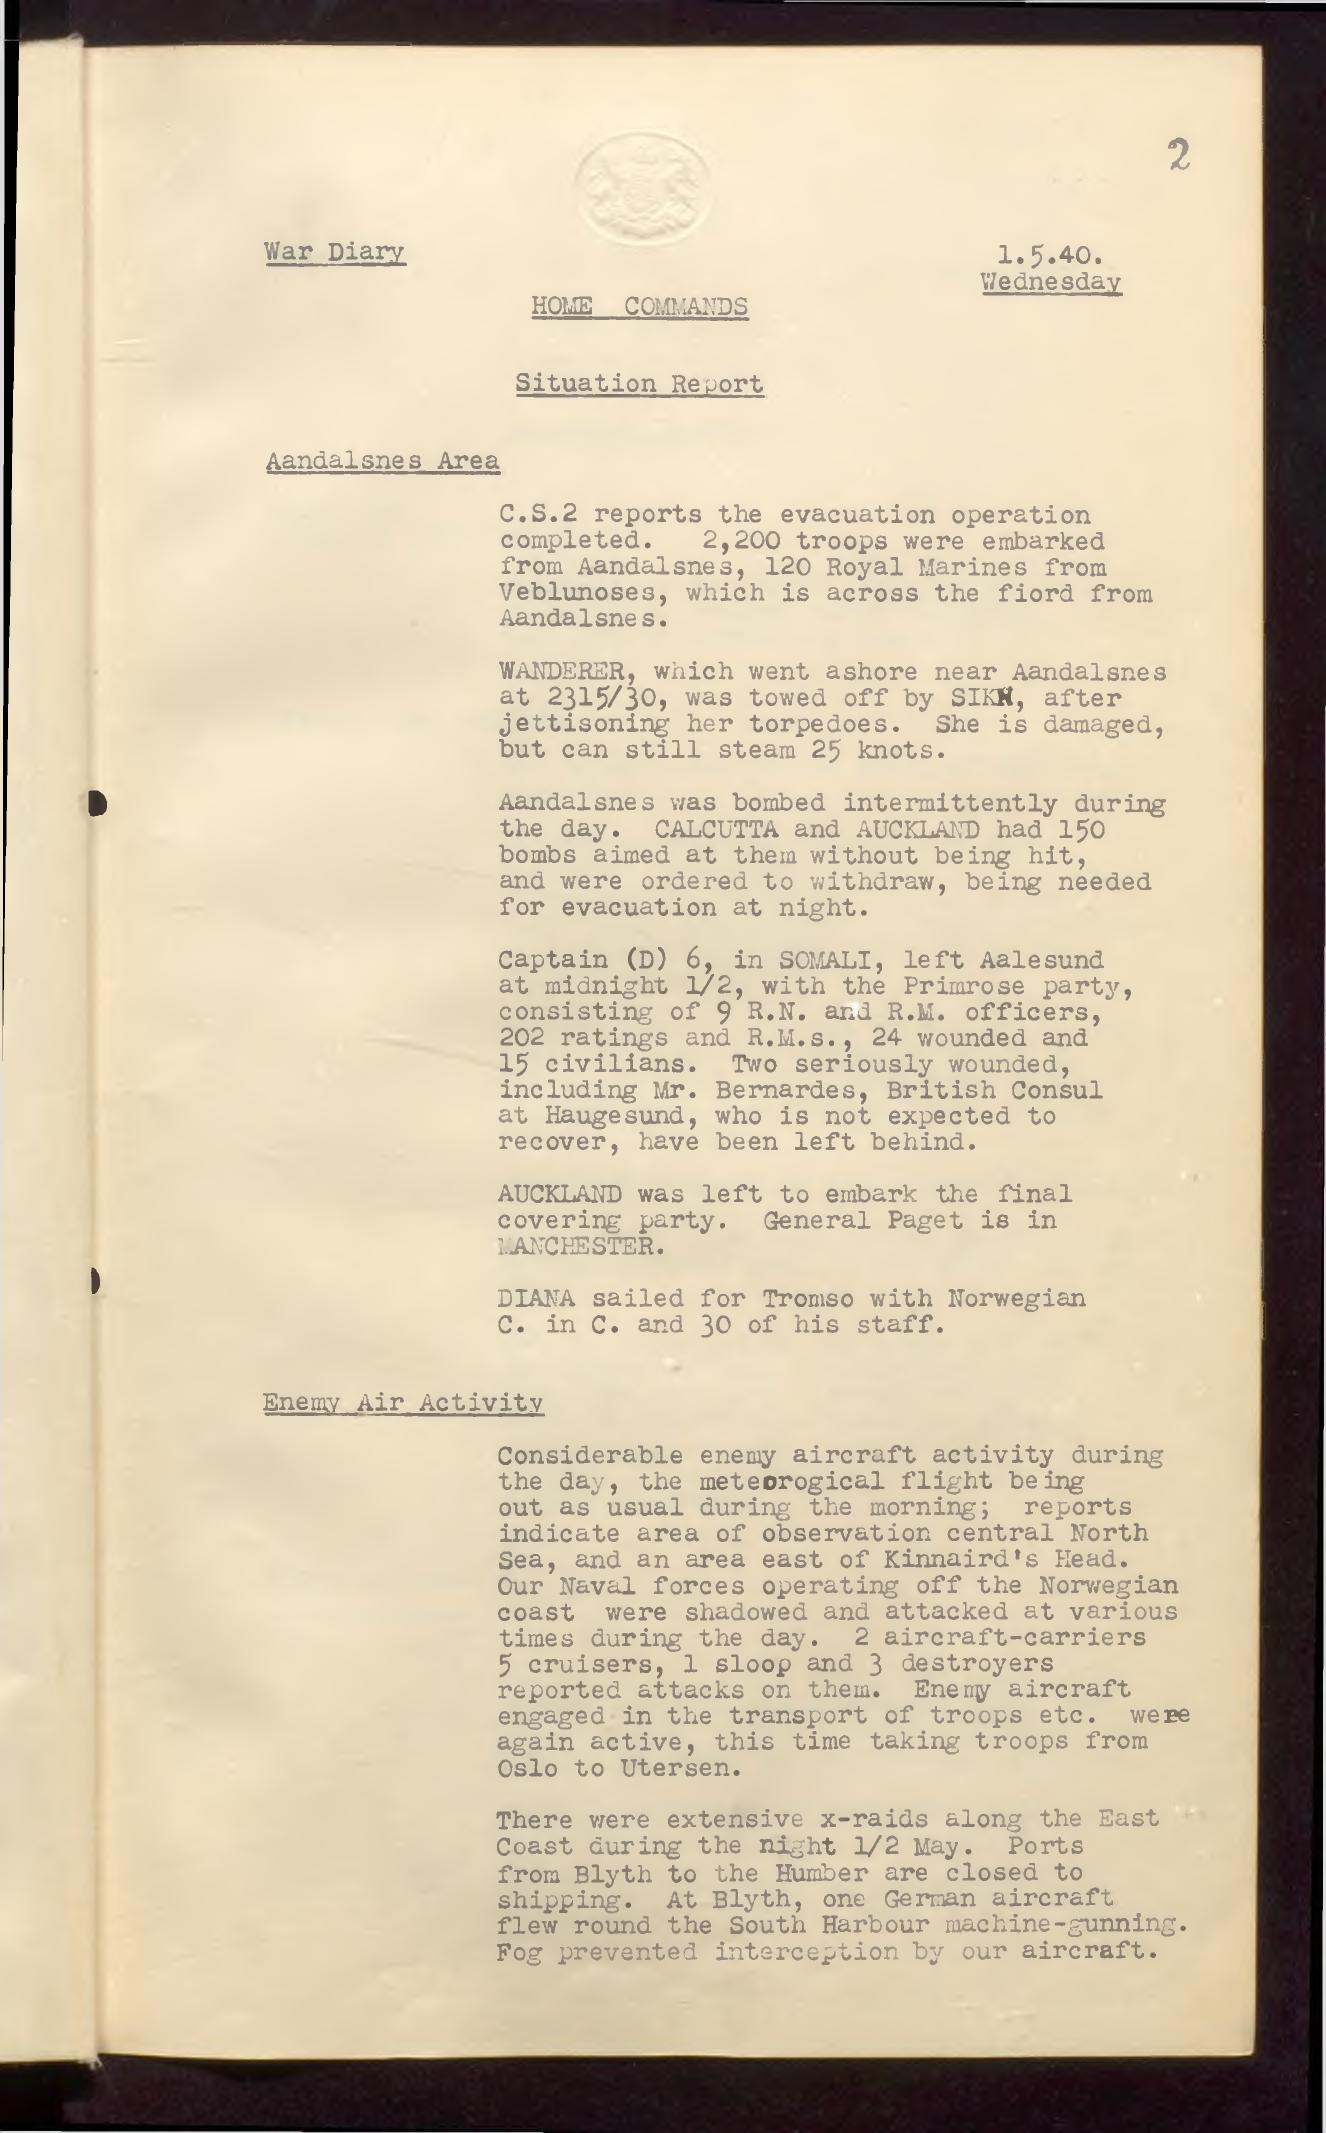 2
War Diary
1.5.40.
Wednesday
HOME COMMANDS
Situation Report
Aandalsnes Area
C.S.2 reports the evacuation operation
completed. 2,200 troops were embarked
from Aandalsnes, 120 Royal Marines from
Veblunoses, which is across the fiord from
Aandalsnes.
WANDERER, which went ashore near Aandalsnes
at 2315/30, was towed off by SIKH, after
jettisoning her torpedoes. She is damaged,
but can still steam 25 knots.
Aandalsnes was bombed intermittently during
the day. CALCUTTA and AUCKLAND had 150
bombs aimed at them without being hit,
and were ordered to withdraw, being needed
for evacuation at night.
Captain (D) 6, in SOMALI, left Aalesund
at midnight 1/2, with the Primrose party,
consisting of 9 R.N. and R.M. officers,
202 ratings and R.M.s., 24 wounded and
15 civilians. Two seriously wounded,
including Mr. Bernardes, British Consul
at Haugesund, who is not expected to
recover, have been left behind.
AUCKLAND was left to embark the final
covering party. General Paget is in
MANCHESTER.
DIANA sailed for Tromso with Norwegian
C. in C. and 30 of his staff.
Enemy Air Activity
Considerable enemy aircraft activity during
the day, the meteorogical flight being
out as usual during the morning; reports
indicate area of observation central North
Sea, and an area east of Kinnaird's Head.
Our Naval forces operating off the Norwegian
coast were shadowed and attacked at various
times during the day. 2 aircraft-carriers
5 cruisers, 1 sloop and 3 destroyers
reported attacks on them. Enemy aircraft
engaged in the transport of troops etc. were
again active, this time taking troops from
Oslo to Utersen.
There were extensive x-raids along the East
Coast during the night 1/2 May. Ports
from Blyth to the Humber are closed to
shipping. At Blyth, one German aircraft
flew round the South Harbour machine-gunning.
Fog prevented interception by our aircraft.